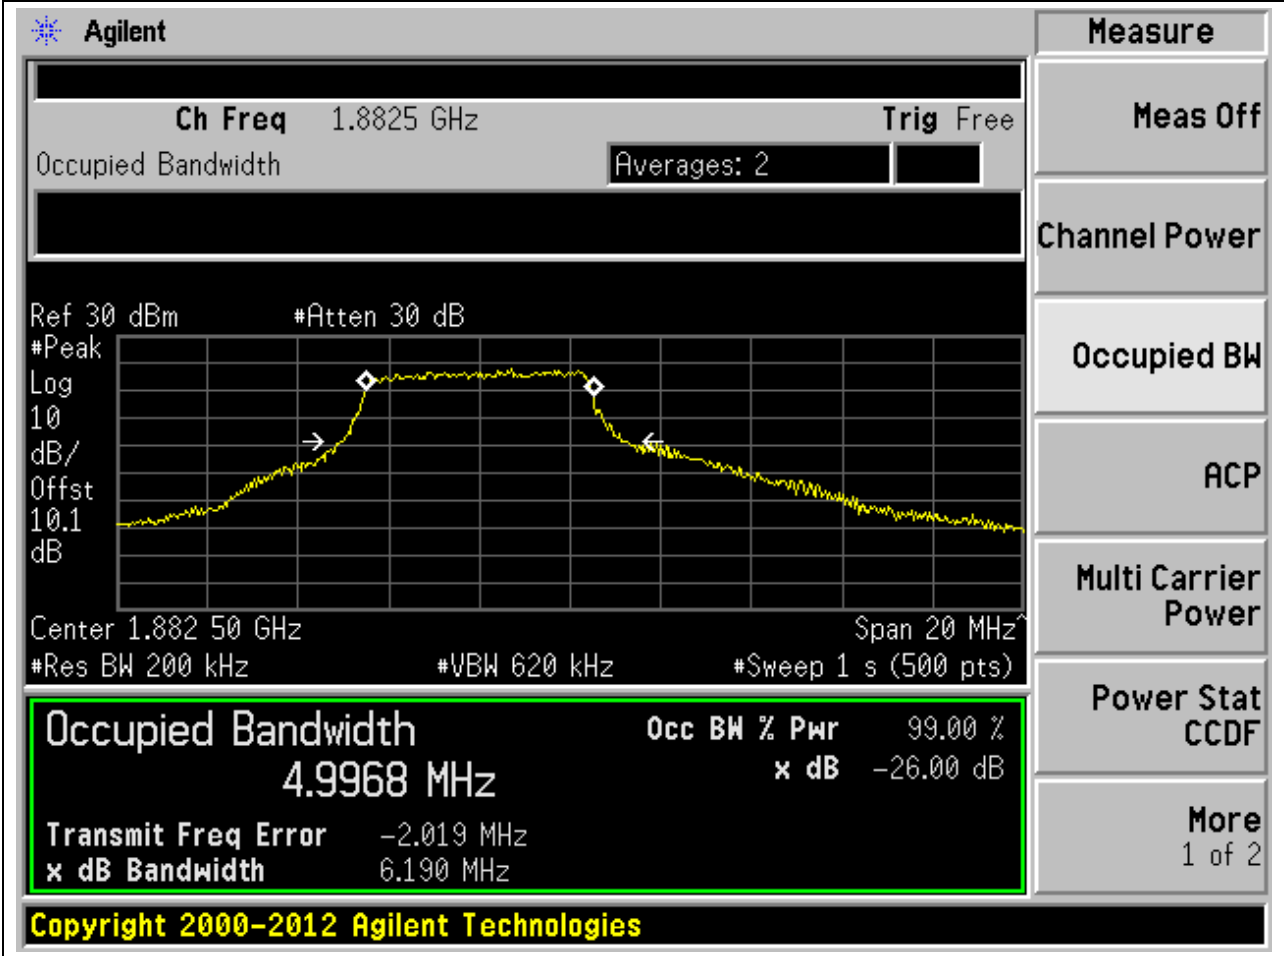 Agilent
Measure
Ch Freq 1.8825 GHz Trig Free
Occupied Bandwidth Averages: 2
Meas Off
Channel Power
Occupied BW
ACP
Multi Carrier
Power
Power Stat
CCDF
More
1 of 2
Ref 30 dBm #Atten 30 dB
#Peak
Log
10
dB/
Offst
10.1
dB
Center 1.882 50 GHz Span 20 MHz^
#Res BW 200 kHz #VBW 620 kHz #Sweep 1 s (500 pts)
Occupied Bandwidth Occ BW % Pwr 99.00 %
4.9968 MHz x dB -26.00 dB
Transmit Freq Error -2.019 MHz
x dB Bandwidth 6.190 MHz
Copyright 2000-2012 Agilent Technologies